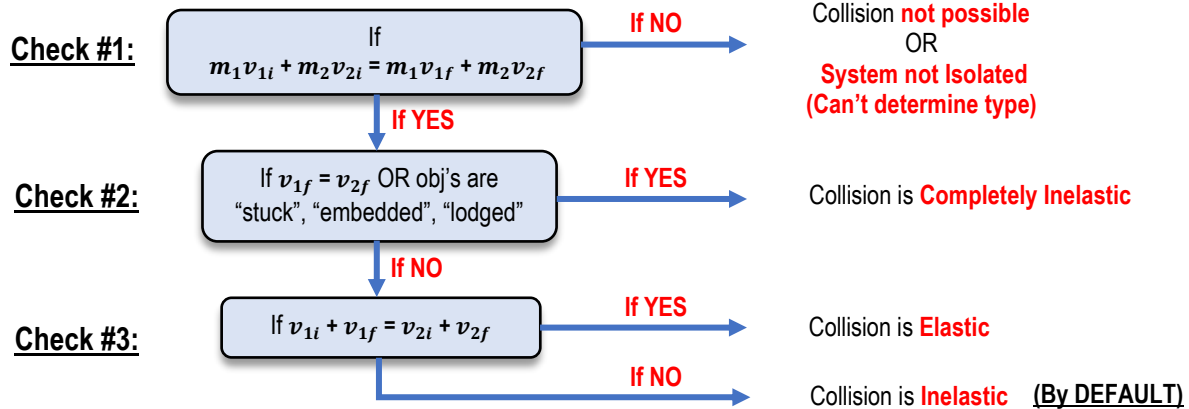 Check #1:
If
m₁v₁ᵢ + m₂v₂ᵢ = m₁v₁f + m₂v₂f
If NO
Collision not possible
OR
System not Isolated
(Can't determine type)
If YES
Check #2:
If v₁f = v₂f OR obj's are
"stuck", "embedded", "lodged"
If YES
Collision is Completely Inelastic
If NO
Check #3:
If v₁ᵢ + v₁f = v₂ᵢ + v₂f
If YES
Collision is Elastic
If NO
Collision is Inelastic (By DEFAULT)